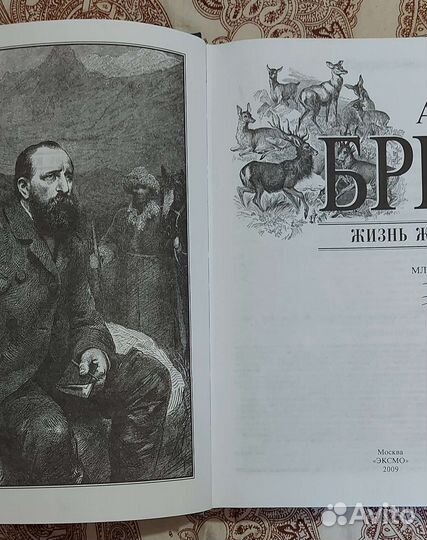 А
БРЕ
ЖИЗНЬ Ж
МЛ
Москва
«ЭКСМО»
2009
Avito